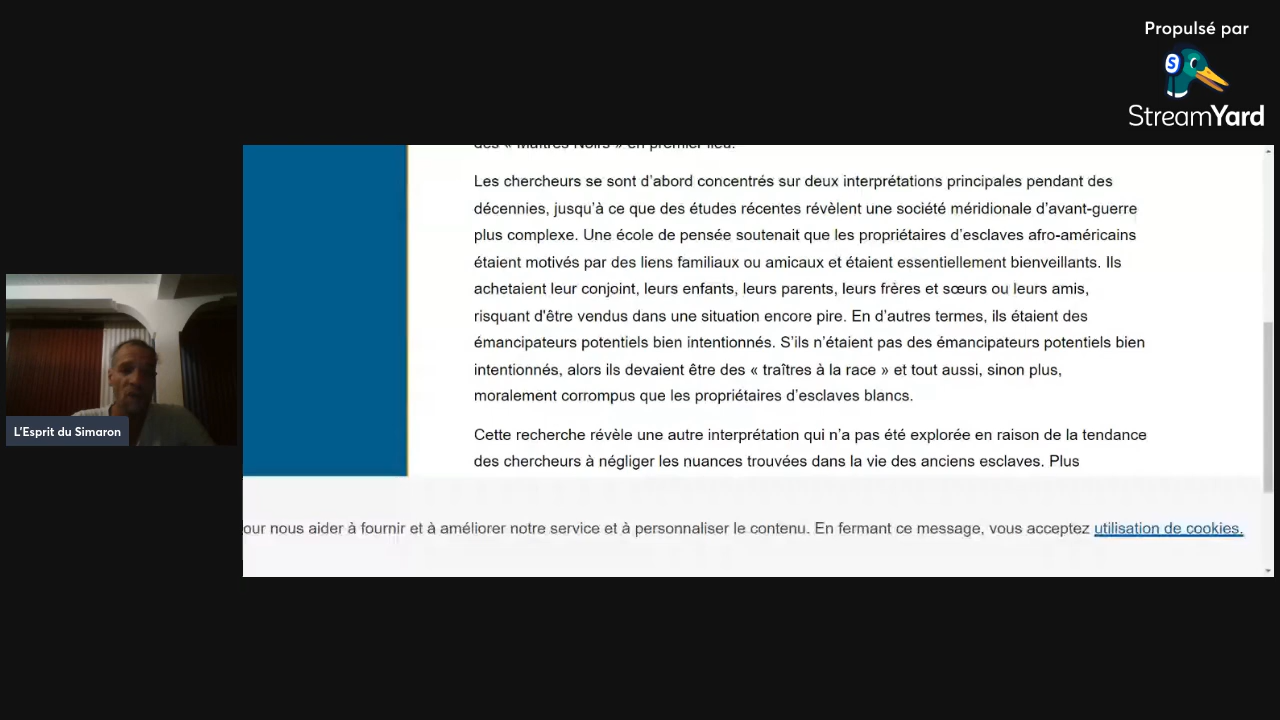 Propulsé par
S
StreamYard
des « Maîtres Noirs » en premier lieu.
Les chercheurs se sont d’abord concentrés sur deux interprétations principales pendant des
décennies, jusqu’à ce que des études récentes révèlent une société méridionale d’avant-guerre
plus complexe. Une école de pensée soutenait que les propriétaires d’esclaves afro-américains
étaient motivés par des liens familiaux ou amicaux et étaient essentiellement bienveillants. Ils
achetaient leur conjoint, leurs enfants, leurs parents, leurs frères et sœurs ou leurs amis,
risquant d'être vendus dans une situation encore pire. En d’autres termes, ils étaient des
émancipateurs potentiels bien intentionnés. S’ils n’étaient pas des émancipateurs potentiels bien
intentionnés, alors ils devaient être des « traîtres à la race » et tout aussi, sinon plus,
moralement corrompus que les propriétaires d’esclaves blancs.
Cette recherche révèle une autre interprétation qui n’a pas été explorée en raison de la tendance
des chercheurs à négliger les nuances trouvées dans la vie des anciens esclaves. Plus
our nous aider à fournir et à améliorer notre service et à personnaliser le contenu. En fermant ce message, vous acceptez utilisation de cookies.
L’Esprit du Simaron